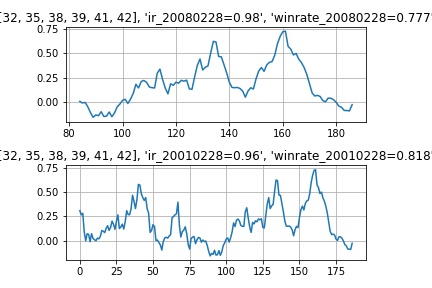 [32, 35, 38, 39, 41, 42], 'ir_20080228=0.98', 'winrate_20080228=0.777'
0.75
0.50
0.25
0.00
80 100 120 140 160 180
[32, 35, 38, 39, 41, 42], 'ir_20010228=0.96', 'winrate_20010228=0.818'
0.75
0.50
0.25
0.00
0 25 50 75 100 125 150 175